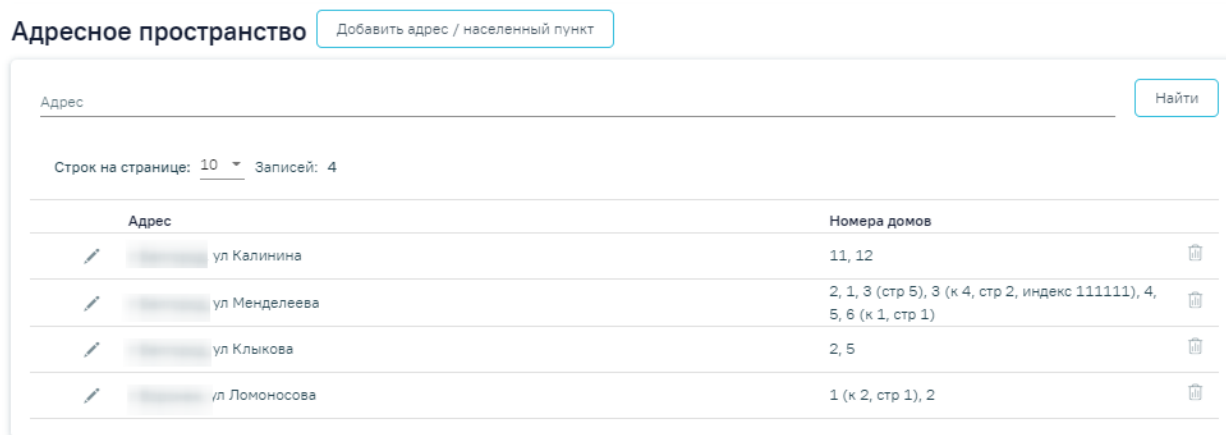 Адресное пространство Добавить адрес / населенный пункт
Адрес Найти
Строк на странице: 10 Записей: 4
Адрес Номера домов
ул Калинина 11, 12
ул Менделеева 2, 1, 3 (стр 5), 3 (к 4, стр 2, индекс 111111), 4,
5, 6 (к 1, стр 1)
ул Клыкова 2, 5
ул Ломоносова 1 (к 2, стр 1), 2